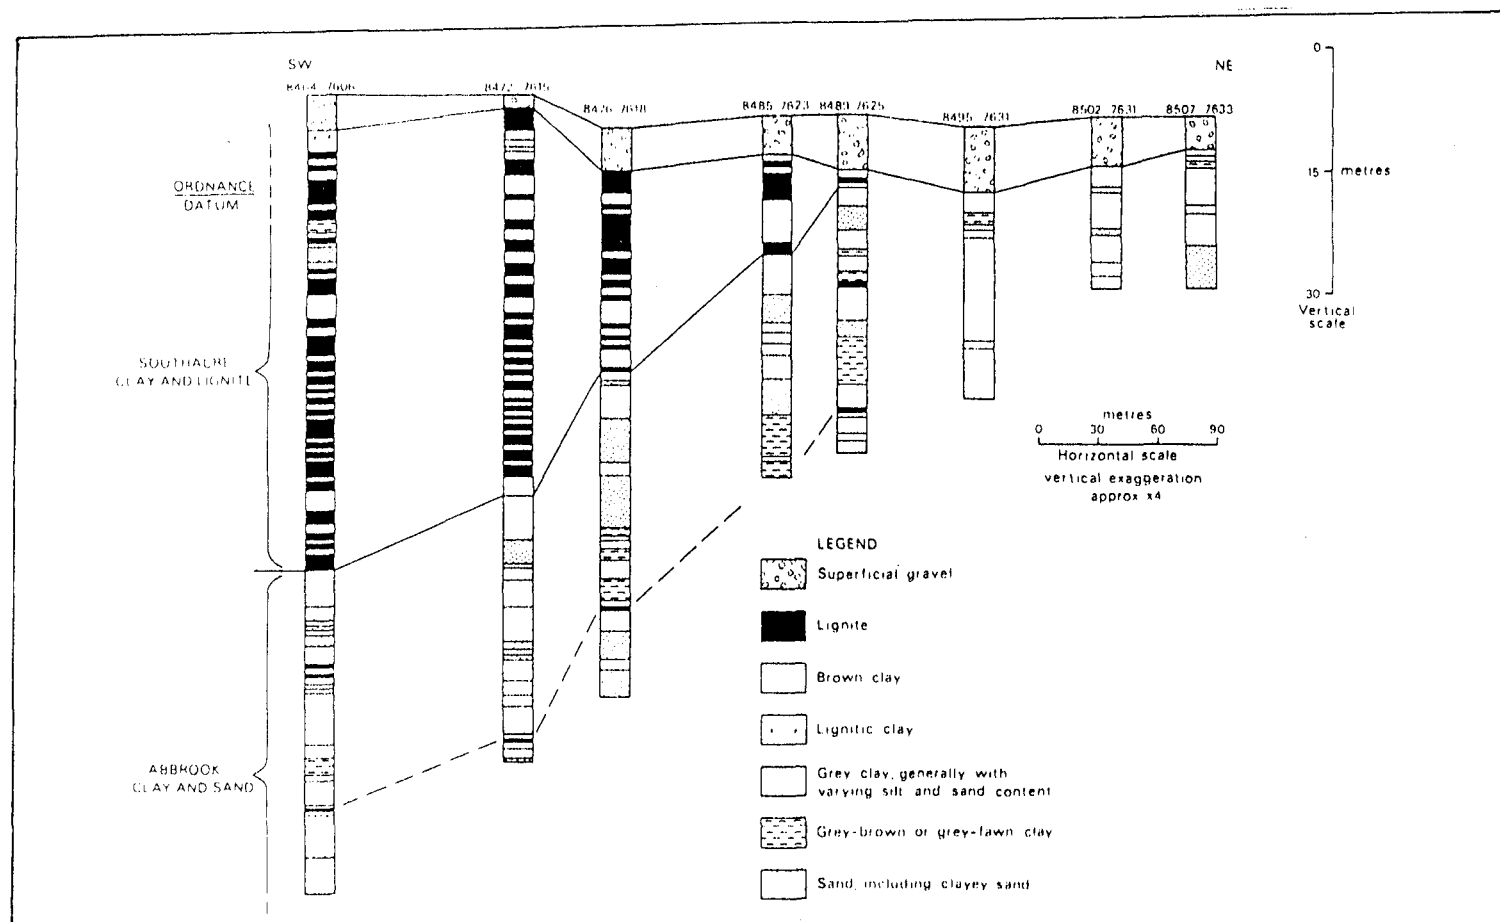 SW
NE
8464 7606
8472 7615
8476 7618
8485 7623
8489 7625
8495 7631
8502 7631
8507 7633
0
15 metres
30
Vertical
scale
ORDNANCE
DATUM
SOUTHACRE
CLAY AND LIGNITE
ABBROOK
CLAY AND SAND
metres
0 30 60 90
Horizontal scale
vertical exaggeration
approx x4
LEGEND
Superficial gravel
Lignite
Brown clay
Lignitic clay
Grey clay, generally with
varying silt and sand content
Grey-brown or grey-fawn clay
Sand, including clayey sand